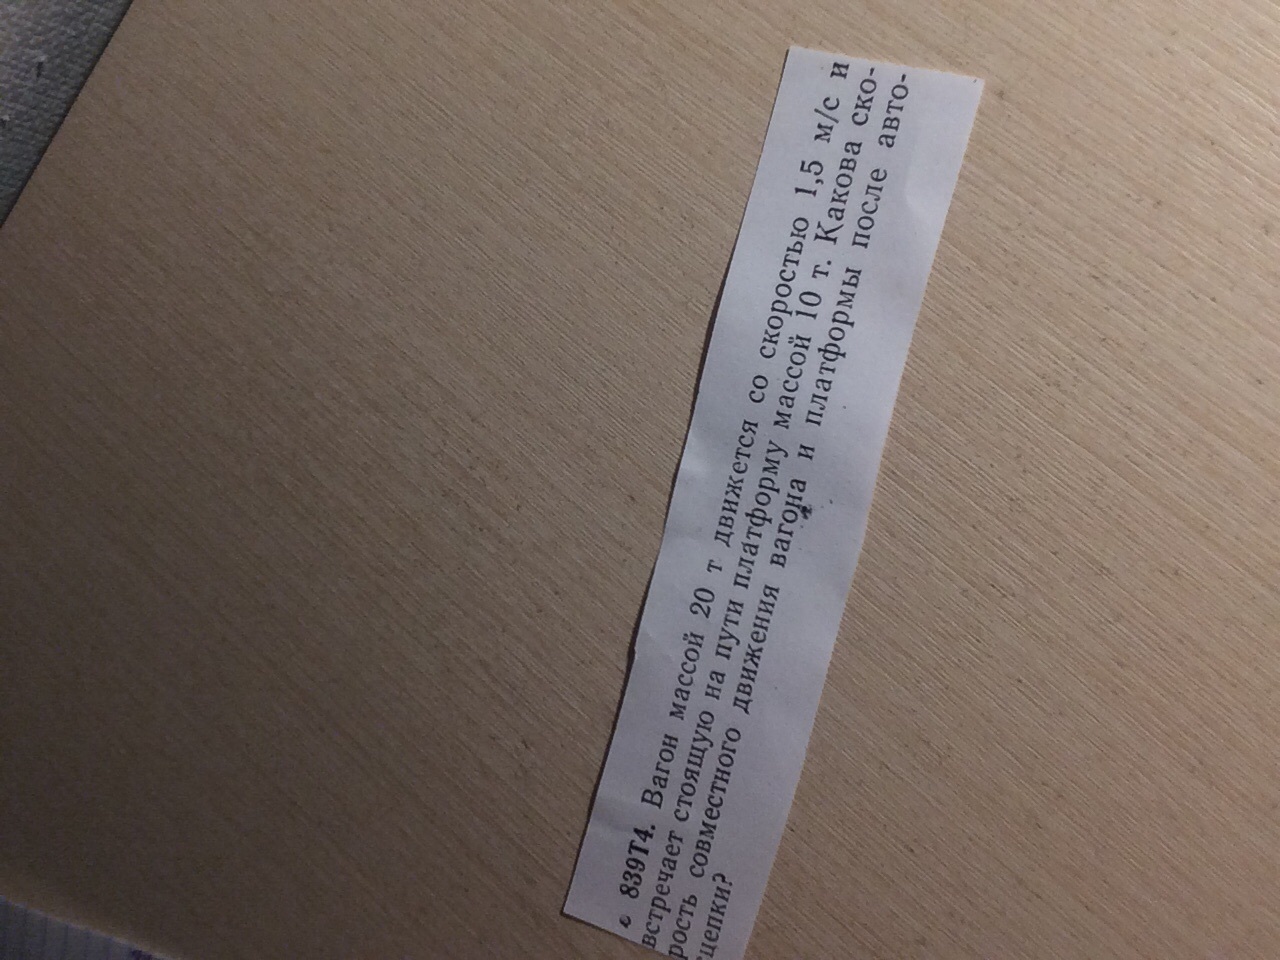 839Т4. Вагон массой 20 т движется со скоростью 1,5 м/с и
встречает стоящую на пути платформу массой 10 т. Какова ско-
рость совместного движения вагона и платформы после авто-
сцепки?